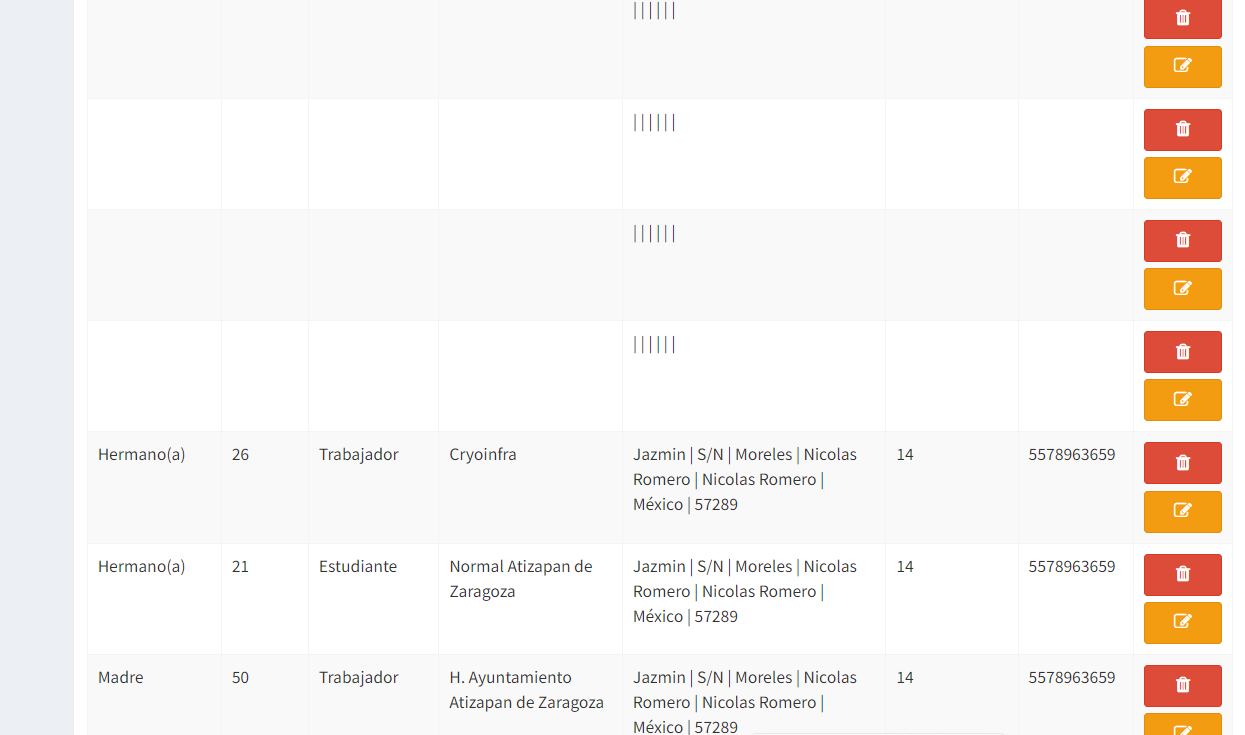 ||||||
||||||
||||||
||||||
Hermano(a) 26 Trabajador Cryoinfra Jazmin | S/N | Moreles | Nicolas 14 5578963659
Romero | Nicolas Romero |
México | 57289
Hermano(a) 21 Estudiante Normal Atizapan de Jazmin | S/N | Moreles | Nicolas 14 5578963659
Zaragoza Romero | Nicolas Romero |
México | 57289
Madre 50 Trabajador H. Ayuntamiento Jazmin | S/N | Moreles | Nicolas 14 5578963659
Atizapan de Zaragoza Romero | Nicolas Romero |
México | 57289